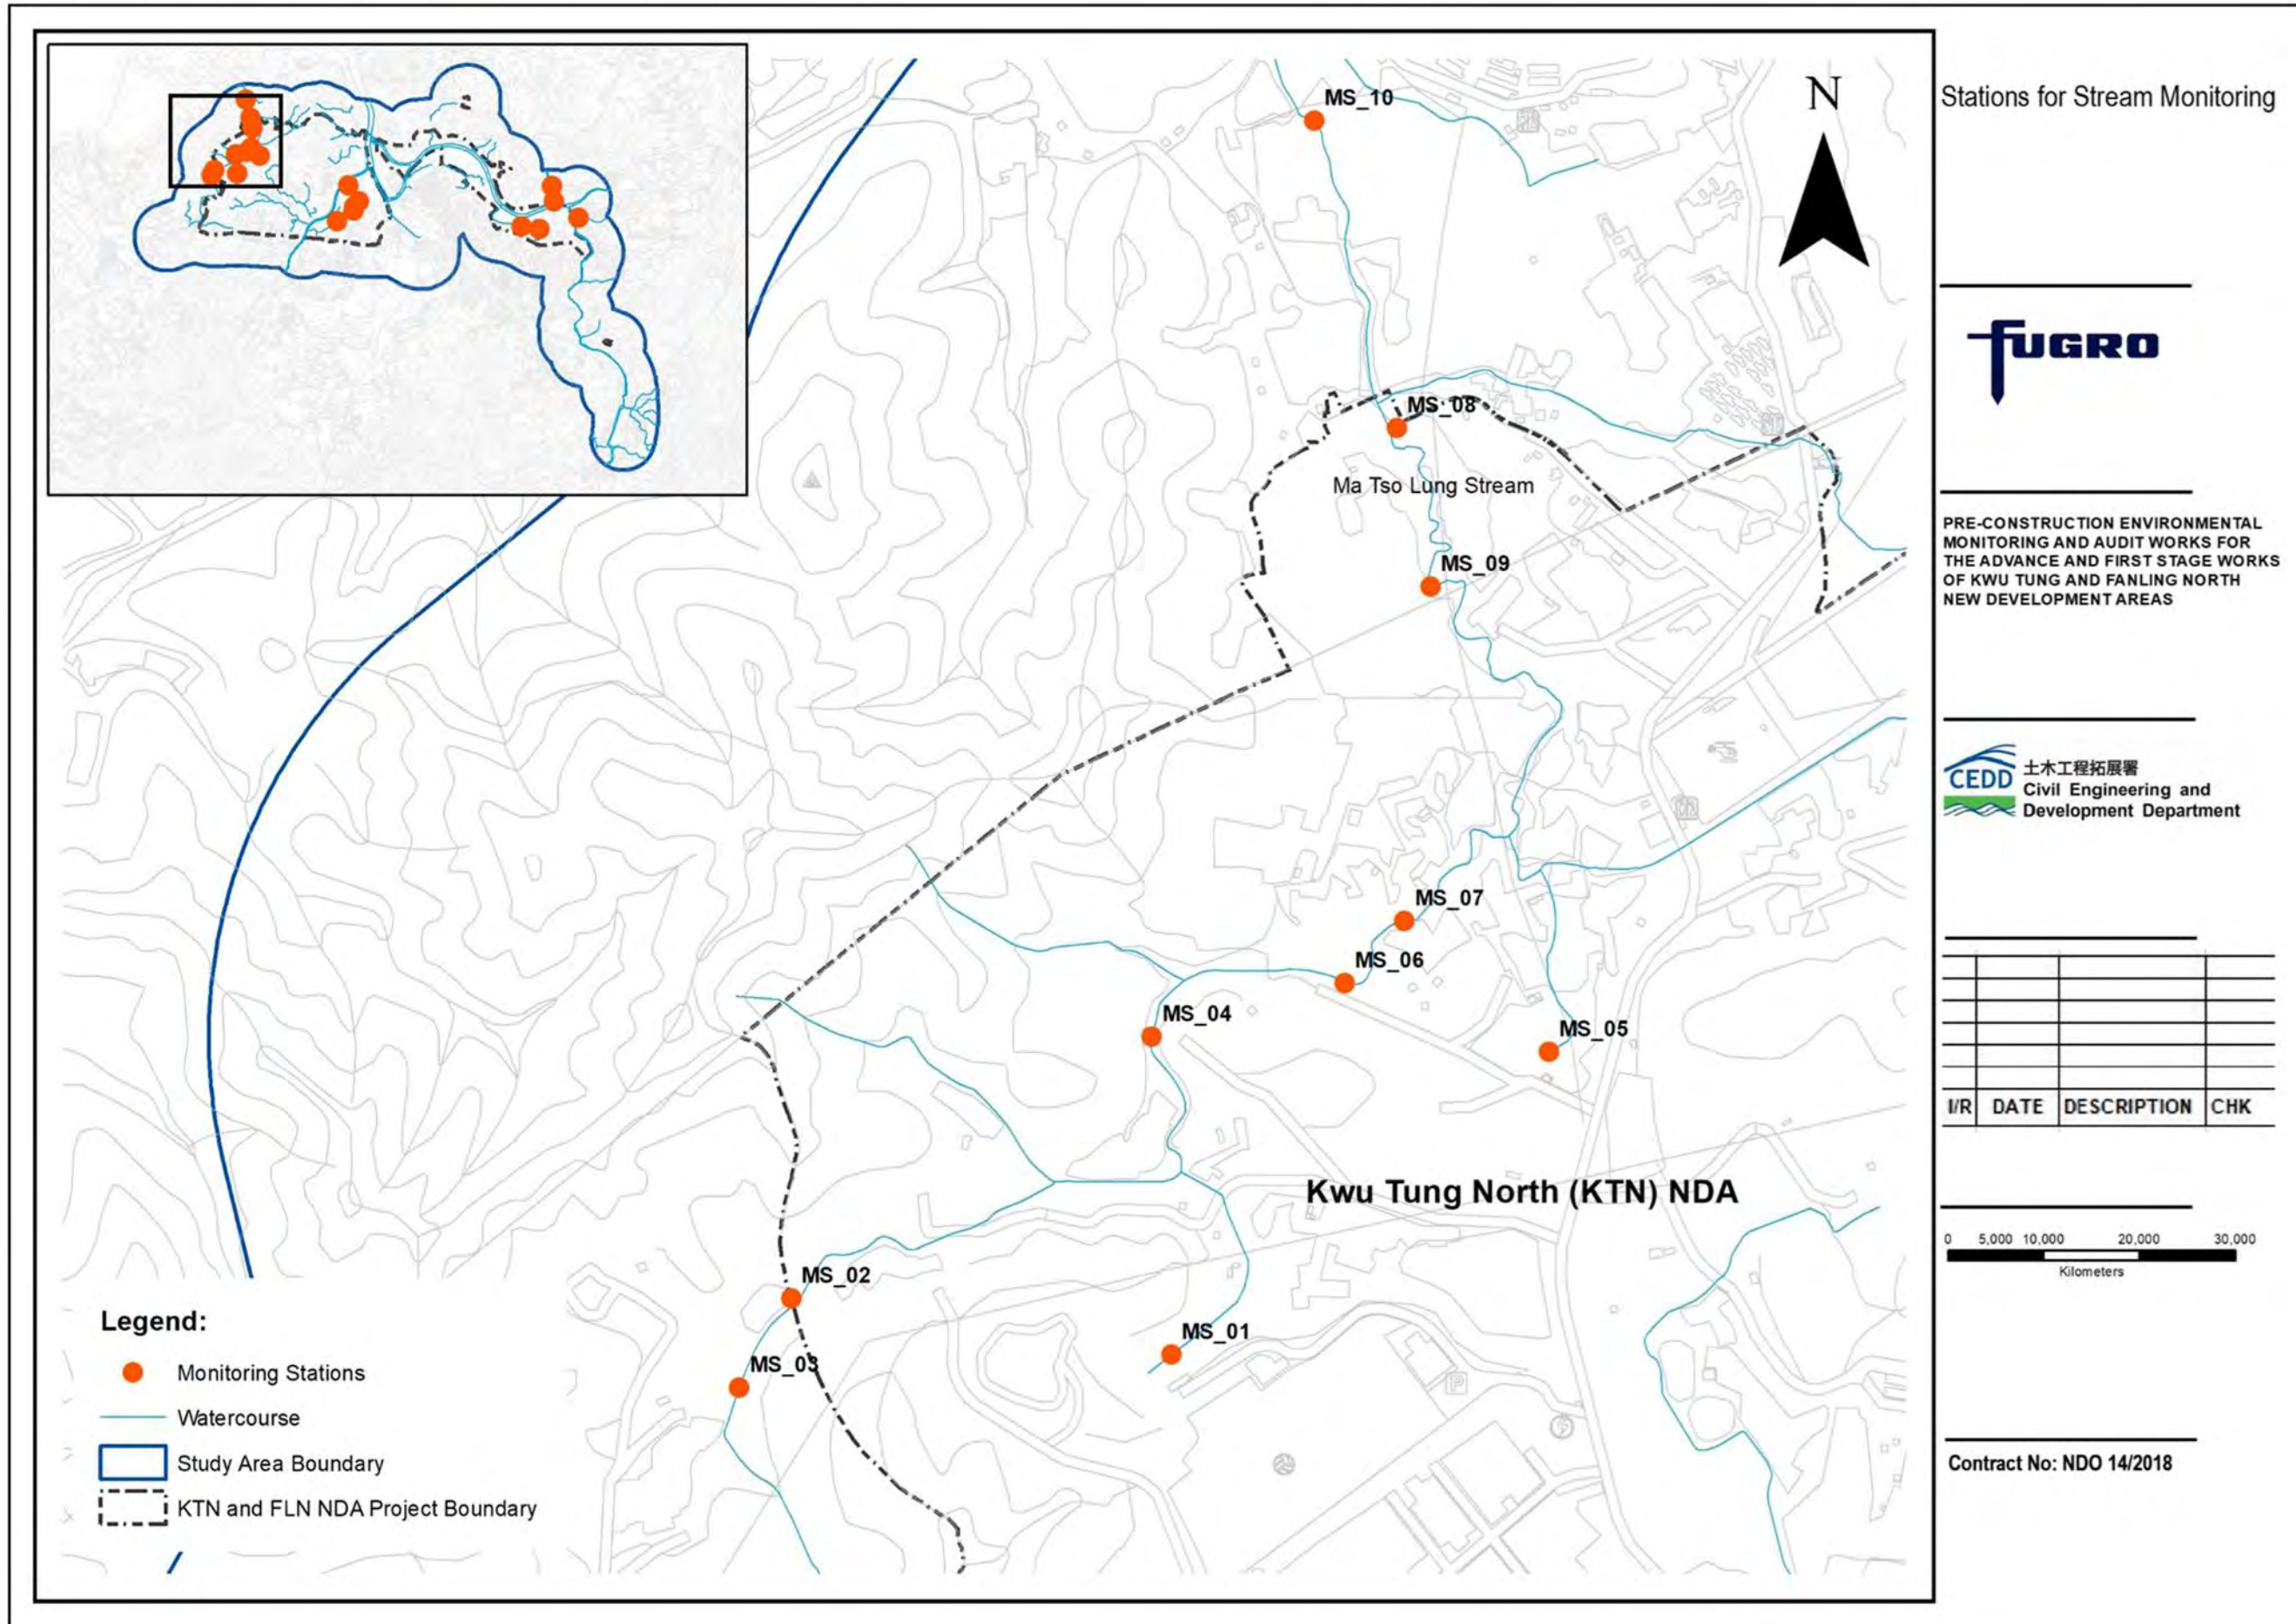 N
MS_10
MS_08
Ma Tso Lung Stream
MS_09
MS_07
MS_06
MS_04
MS_05
Kwu Tung North (KTN) NDA
MS_02
MS_01
MS_03
P
Legend:
Monitoring Stations
Watercourse
Study Area Boundary
KTN and FLN NDA Project Boundary
Stations for Stream Monitoring
FUGRO
PRE-CONSTRUCTION ENVIRONMENTAL
MONITORING AND AUDIT WORKS FOR
THE ADVANCE AND FIRST STAGE WORKS
OF KWU TUNG AND FANLING NORTH
NEW DEVELOPMENT AREAS
CEDD
土木工程拓展署
Civil Engineering and
Development Department
I/R DATE DESCRIPTION CHK
0 5,000 10,000 20,000 30,000
Kilometers
Contract No: NDO 14/2018